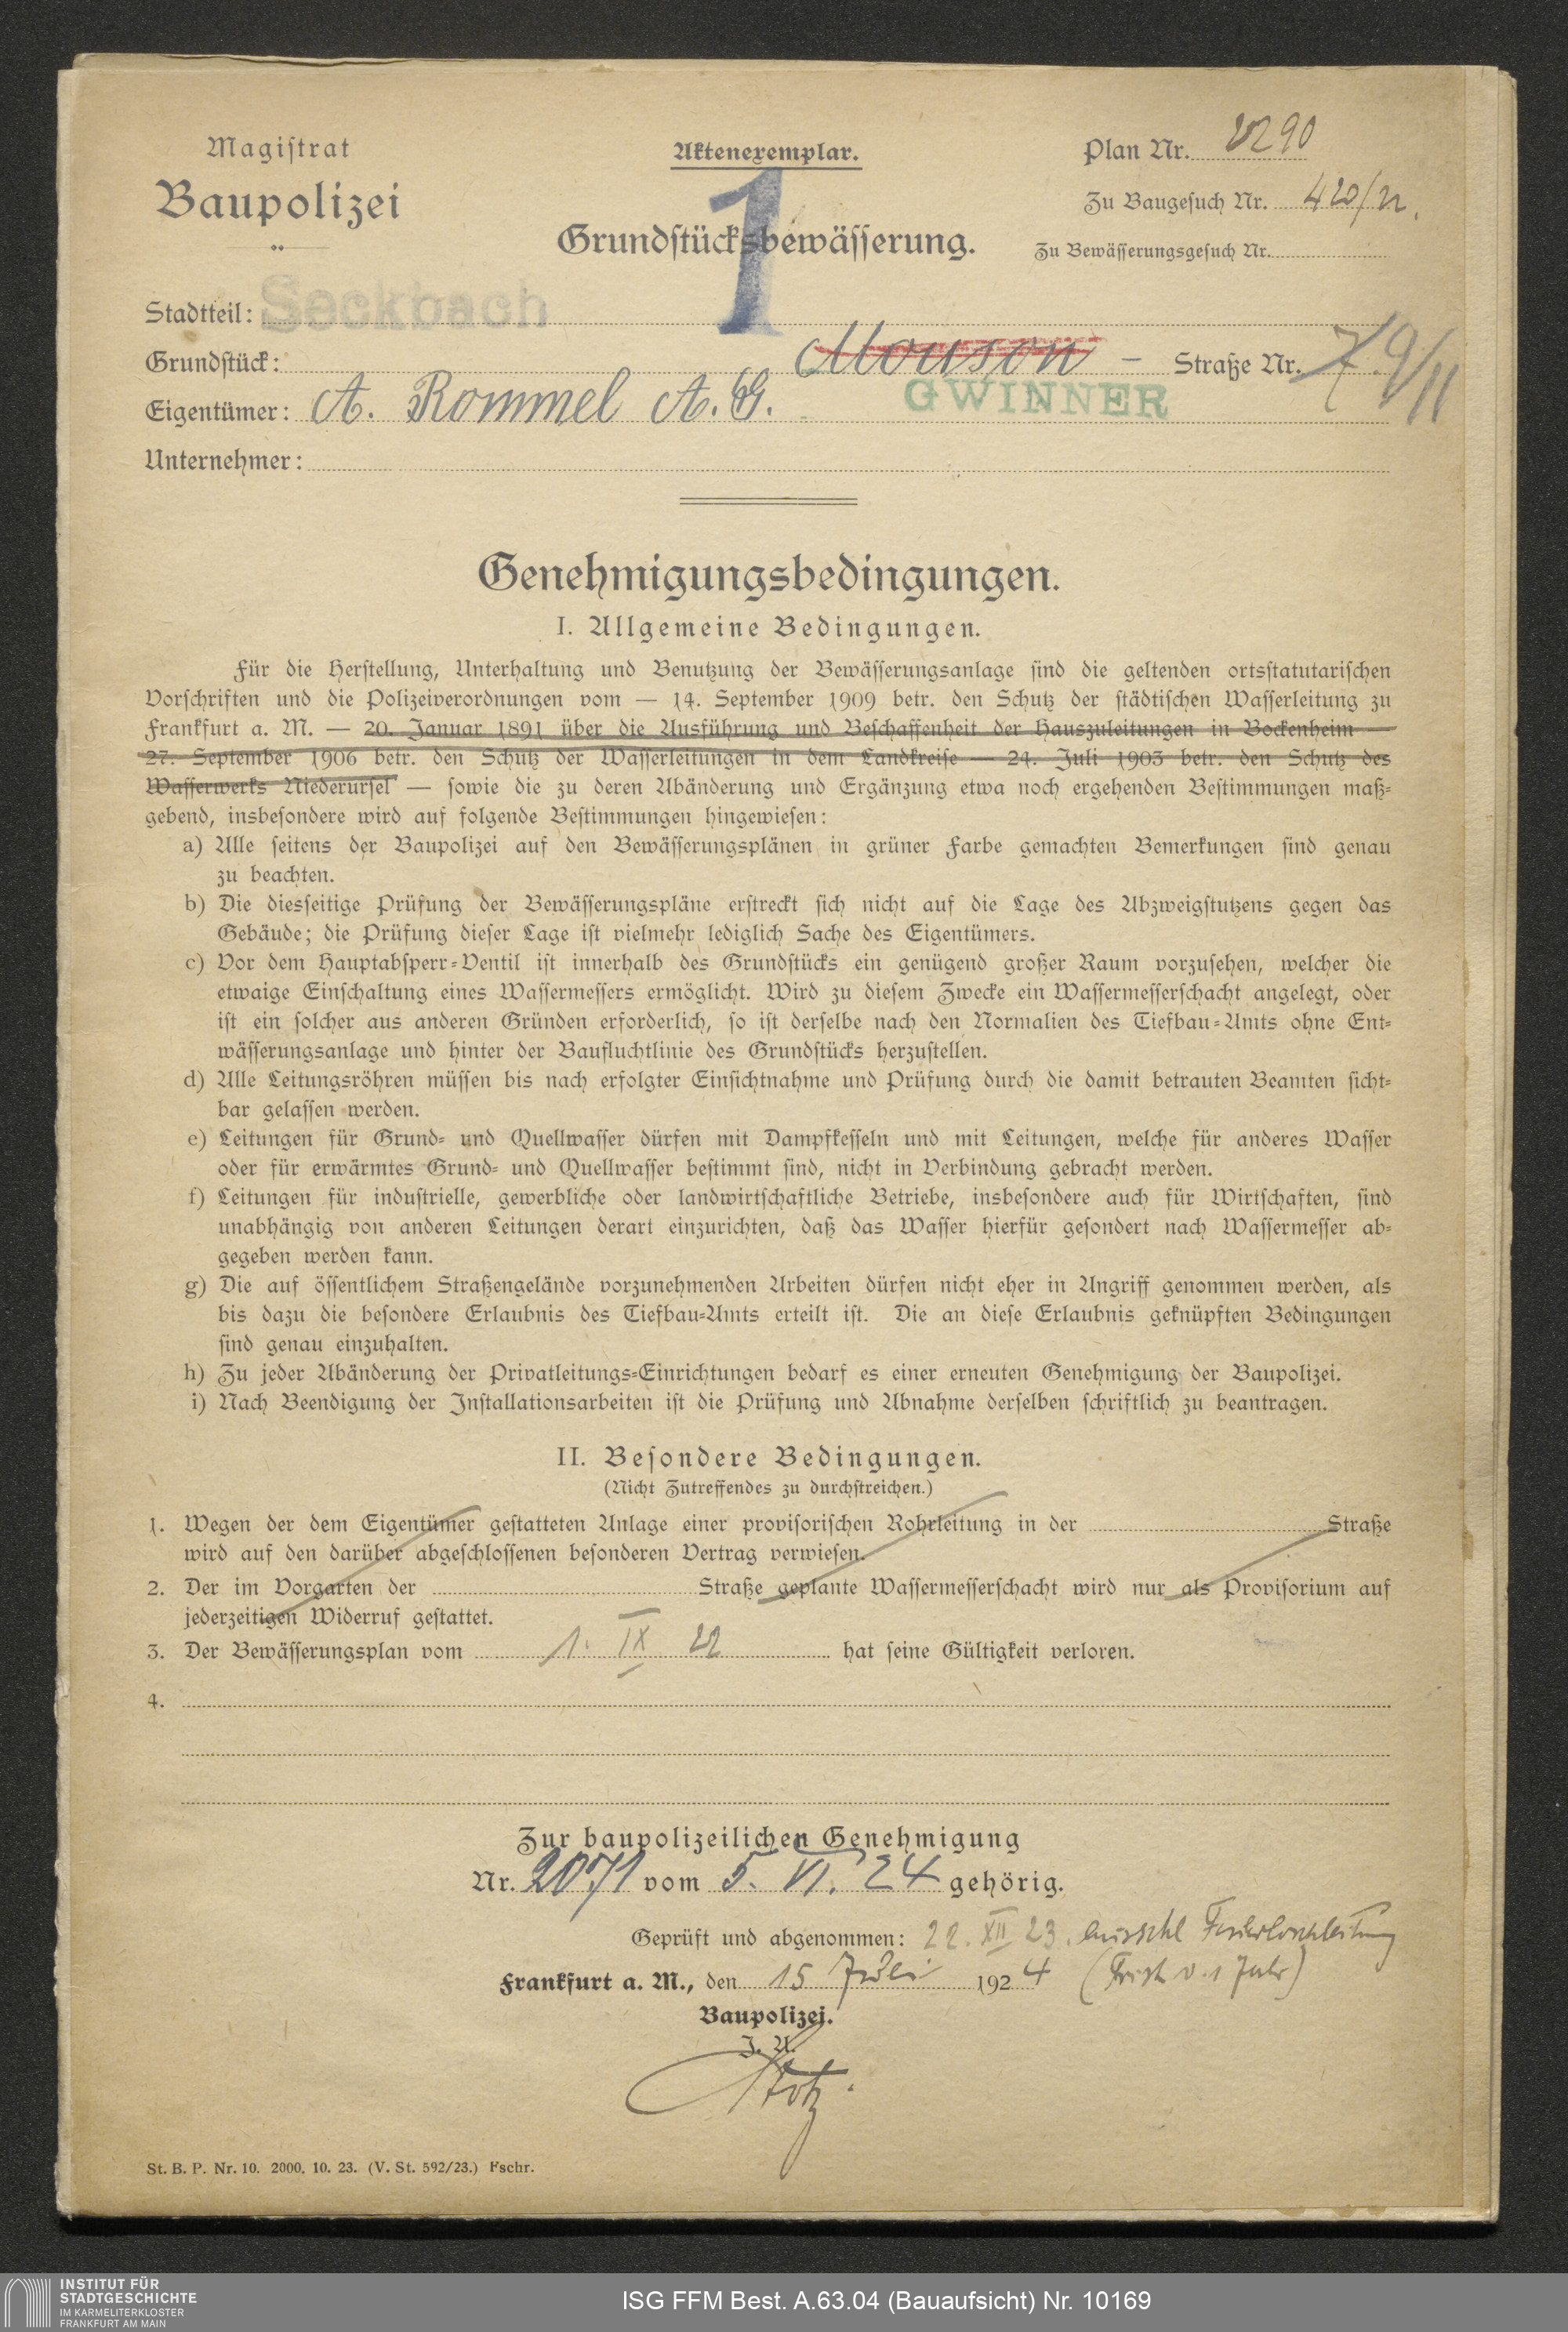 Magistrat
Baupolizei
Aktenexemplar.
1
Grundstücksbewässerung.
Plan Nr. 2290
Zu Baugesuch Nr. 420/22.
Zu Bewässerungsgesuch Nr.
Stadtteil: Seckbach
Grundstück: Mouson – Straße Nr. 7 9/11
GWINNER
Eigentümer: A. Rommel A.G.
Unternehmer:
Genehmigungsbedingungen.
I. Allgemeine Bedingungen.
Für die Herstellung, Unterhaltung und Benutzung der Bewässerungsanlage sind die geltenden ortsstatutarischen
Vorschriften und die Polizeiverordnungen vom — 14. September 1909 betr. den Schutz der städtischen Wasserleitung zu
Frankfurt a. M. — 20. Januar 1891 über die Ausführung und Beschaffenheit der Hauszuleitungen in Bockenheim —
27. September 1906 betr. den Schutz der Wasserleitungen in dem Landkreise — 24. Juli 1903 betr. den Schutz des
Wasserwerks Niederursel — sowie die zu deren Abänderung und Ergänzung etwa noch ergehenden Bestimmungen maß-
gebend, insbesondere wird auf folgende Bestimmungen hingewiesen:
a) Alle seitens der Baupolizei auf den Bewässerungsplänen in grüner Farbe gemachten Bemerkungen sind genau
zu beachten.
b) Die diesseitige Prüfung der Bewässerungspläne erstreckt sich nicht auf die Lage des Abzweigstutzens gegen das
Gebäude; die Prüfung dieser Lage ist vielmehr lediglich Sache des Eigentümers.
c) Vor dem Hauptabsperr-Ventil ist innerhalb des Grundstücks ein genügend großer Raum vorzusehen, welcher die
etwaige Einschaltung eines Wassermessers ermöglicht. Wird zu diesem Zwecke ein Wassermesserschacht angelegt, oder
ist ein solcher aus anderen Gründen erforderlich, so ist derselbe nach den Normalien des Tiefbau-Amts ohne Ent-
wässerungsanlage und hinter der Baufluchtlinie des Grundstücks herzustellen.
d) Alle Leitungsröhren müssen bis nach erfolgter Einsichtnahme und Prüfung durch die damit betrauten Beamten sicht-
bar gelassen werden.
e) Leitungen für Grund- und Quellwasser dürfen mit Dampfkesseln und mit Leitungen, welche für anderes Wasser
oder für erwärmtes Grund- und Quellwasser bestimmt sind, nicht in Verbindung gebracht werden.
f) Leitungen für industrielle, gewerbliche oder landwirtschaftliche Betriebe, insbesondere auch für Wirtschaften, sind
unabhängig von anderen Leitungen derart einzurichten, daß das Wasser hierfür gesondert nach Wassermesser ab-
gegeben werden kann.
g) Die auf öffentlichem Straßengelände vorzunehmenden Arbeiten dürfen nicht eher in Angriff genommen werden, als
bis dazu die besondere Erlaubnis des Tiefbau-Amts erteilt ist. Die an diese Erlaubnis geknüpften Bedingungen
sind genau einzuhalten.
h) Zu jeder Abänderung der Privatleitungs-Einrichtungen bedarf es einer erneuten Genehmigung der Baupolizei.
i) Nach Beendigung der Installationsarbeiten ist die Prüfung und Abnahme derselben schriftlich zu beantragen.
II. Besondere Bedingungen.
(Nicht Zutreffendes zu durchstreichen.)
1. Wegen der dem Eigentümer gestatteten Anlage einer provisorischen Rohrleitung in der Straße
wird auf den darüber abgeschlossenen besonderen Vertrag verwiesen.
2. Der im Vorgarten der Straße geplante Wassermesserschacht wird nur als Provisorium auf
jederzeitigen Widerruf gestattet.
3. Der Bewässerungsplan vom 1. IX 22 hat seine Gültigkeit verloren.
4.
Zur baupolizeilichen Genehmigung
Nr. 2071 vom 5. VI. 24 gehörig.
Geprüft und abgenommen: 22. XII 23. ausschl Feuerlöschleitung
Frankfurt a. M., den 15 Juli 1924 (Frist v. 1 Jahr)
Baupolizei.
J. A.
St. B. P. Nr. 10. 2000. 10. 23. (V. St. 592/23.) Fschr.
INSTITUT FÜR
STADTGESCHICHTE
IM KARMELITERKLOSTER
FRANKFURT AM MAIN
ISG FFM Best. A.63.04 (Bauaufsicht) Nr. 10169